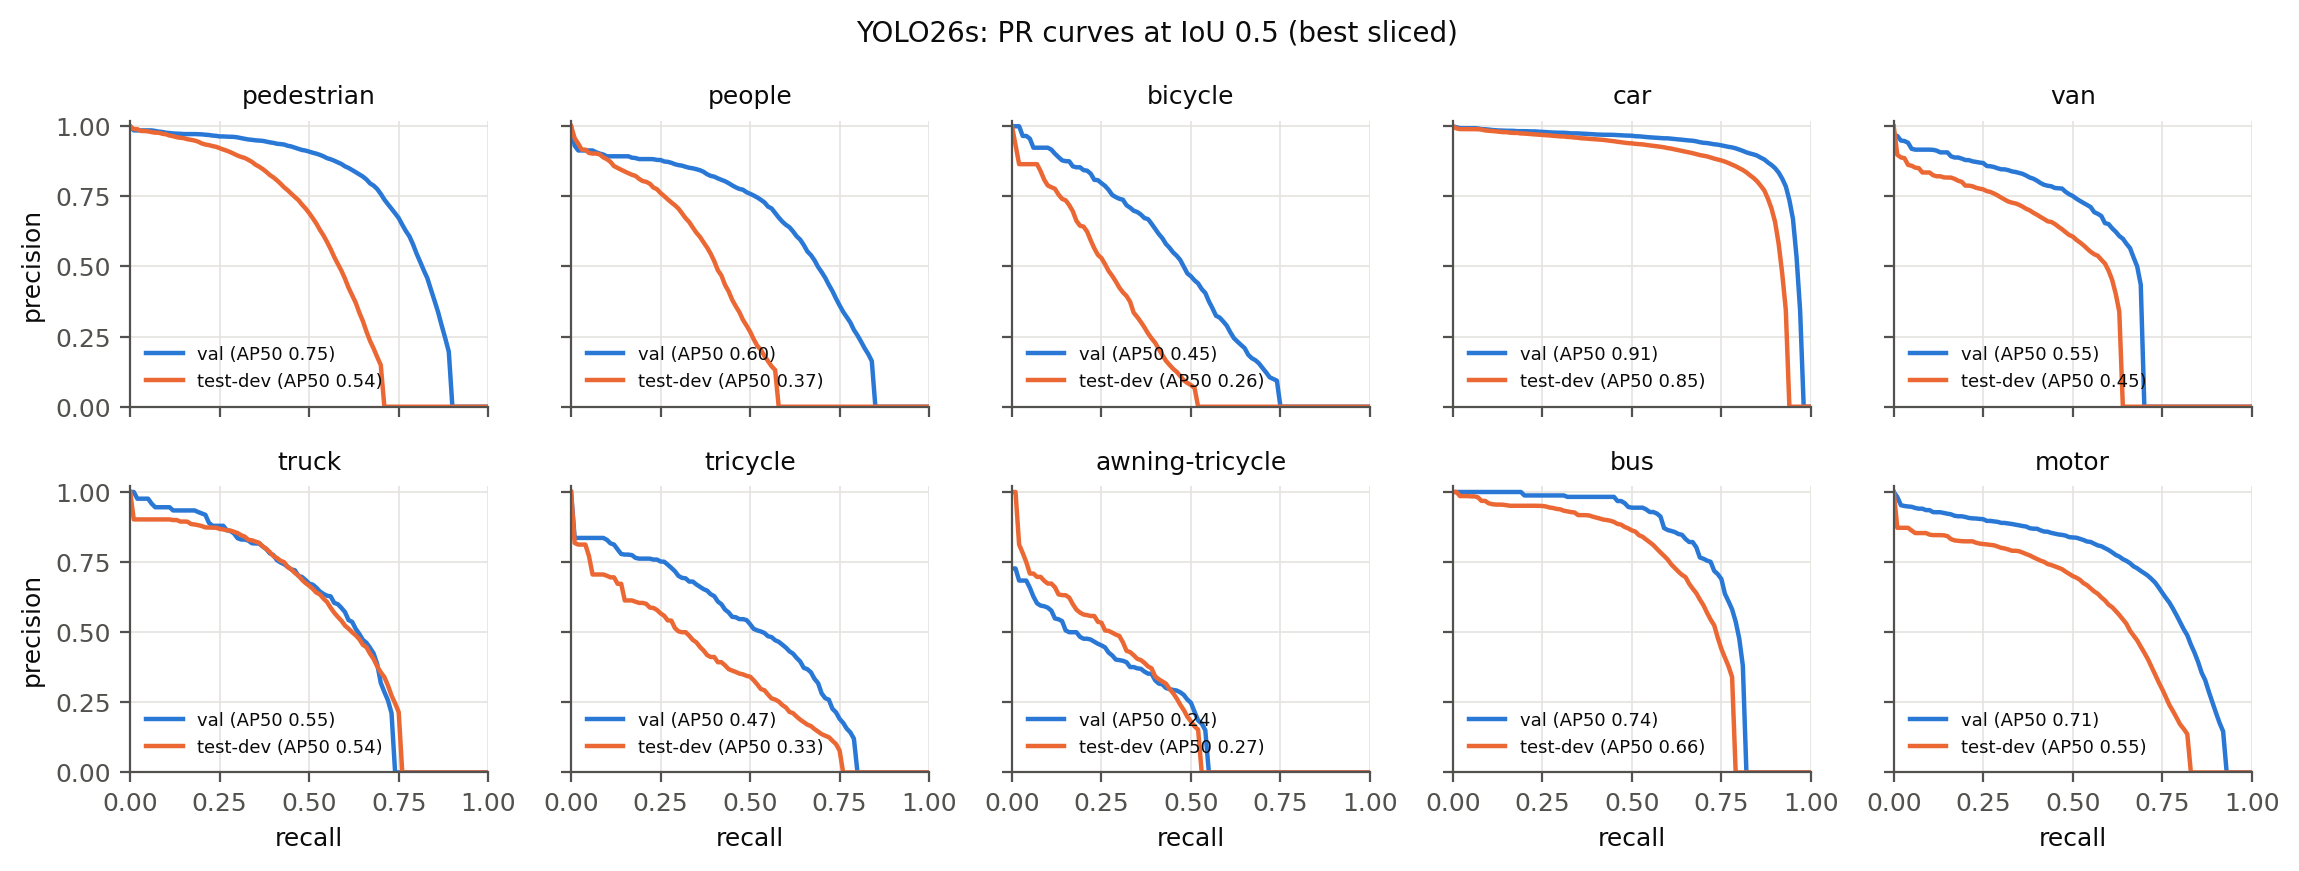 YOLO26s: PR curves at IoU 0.5 (best sliced)
pedestrian people bicycle car van
precision
1.00
0.75
0.50
0.25
0.00
val (AP50 0.75)
test-dev (AP50 0.54)
val (AP50 0.60)
test-dev (AP50 0.37)
val (AP50 0.45)
test-dev (AP50 0.26)
val (AP50 0.91)
test-dev (AP50 0.85)
val (AP50 0.55)
test-dev (AP50 0.45)
truck tricycle awning-tricycle bus motor
precision
1.00
0.75
0.50
0.25
0.00
val (AP50 0.55)
test-dev (AP50 0.54)
val (AP50 0.47)
test-dev (AP50 0.33)
val (AP50 0.24)
test-dev (AP50 0.27)
val (AP50 0.74)
test-dev (AP50 0.66)
val (AP50 0.71)
test-dev (AP50 0.55)
0.00 0.25 0.50 0.75 1.00 0.00 0.25 0.50 0.75 1.00 0.00 0.25 0.50 0.75 1.00 0.00 0.25 0.50 0.75 1.00 0.00 0.25 0.50 0.75 1.00
recall recall recall recall recall